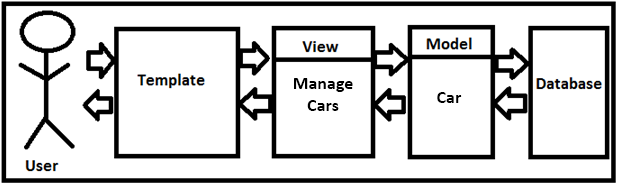 User
Template
View
Manage
Cars
Model
Car
Database